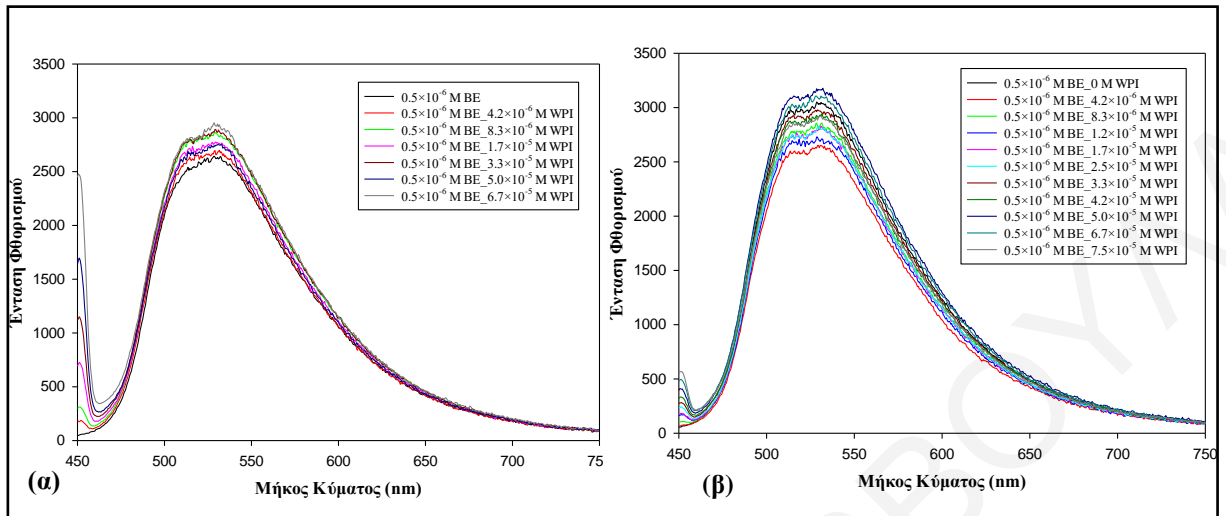 3500
3000
2500
2000
1500
1000
500
0
Ένταση Φθορισμού
0.5×10⁻⁶ M BE
0.5×10⁻⁶ M BE_4.2×10⁻⁶ M WPI
0.5×10⁻⁶ M BE_8.3×10⁻⁶ M WPI
0.5×10⁻⁶ M BE_1.7×10⁻⁵ M WPI
0.5×10⁻⁶ M BE_3.3×10⁻⁵ M WPI
0.5×10⁻⁶ M BE_5.0×10⁻⁵ M WPI
0.5×10⁻⁶ M BE_6.7×10⁻⁵ M WPI
450 500 550 600 650 700 75
Μήκος Κύματος (nm)
(α)
3500
3000
2500
2000
1500
1000
500
0
Ένταση Φθορισμού
0.5×10⁻⁶ M BE_0 M WPI
0.5×10⁻⁶ M BE_4.2×10⁻⁶ M WPI
0.5×10⁻⁶ M BE_8.3×10⁻⁶ M WPI
0.5×10⁻⁶ M BE_1.2×10⁻⁵ M WPI
0.5×10⁻⁶ M BE_1.7×10⁻⁵ M WPI
0.5×10⁻⁶ M BE_2.5×10⁻⁵ M WPI
0.5×10⁻⁶ M BE_3.3×10⁻⁵ M WPI
0.5×10⁻⁶ M BE_4.2×10⁻⁵ M WPI
0.5×10⁻⁶ M BE_5.0×10⁻⁵ M WPI
0.5×10⁻⁶ M BE_6.7×10⁻⁵ M WPI
0.5×10⁻⁶ M BE_7.5×10⁻⁵ M WPI
450 500 550 600 650 700 750
Μήκος Κύματος (nm)
(β)